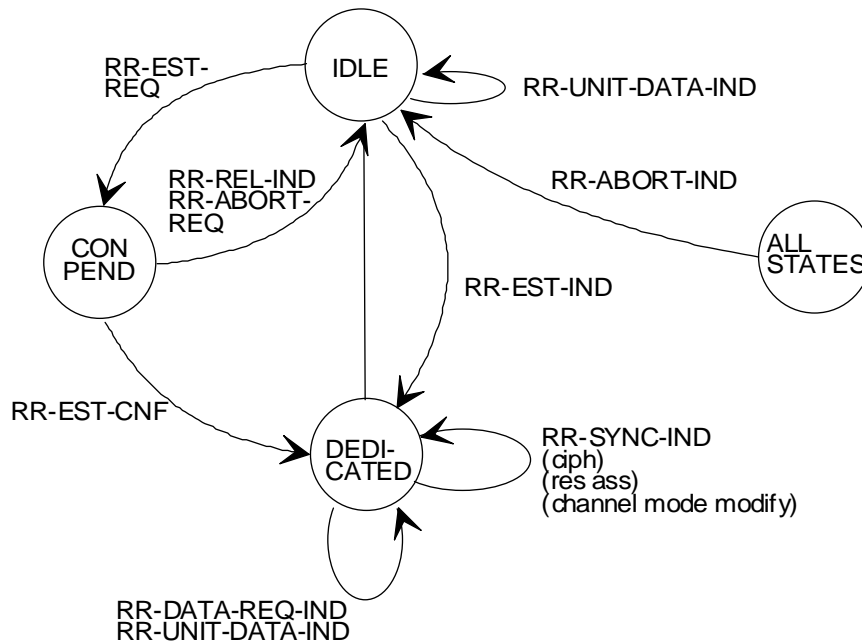 IDLE
RR-EST-
REQ
RR-UNIT-DATA-IND
RR-REL-IND
RR-ABORT-
REQ
RR-ABORT-IND
CON
PEND
ALL
STATES
RR-EST-IND
RR-EST-CNF
DEDI-
CATED
RR-SYNC-IND
(ciph)
(res ass)
(channel mode modify)
RR-DATA-REQ-IND
RR-UNIT-DATA-IND